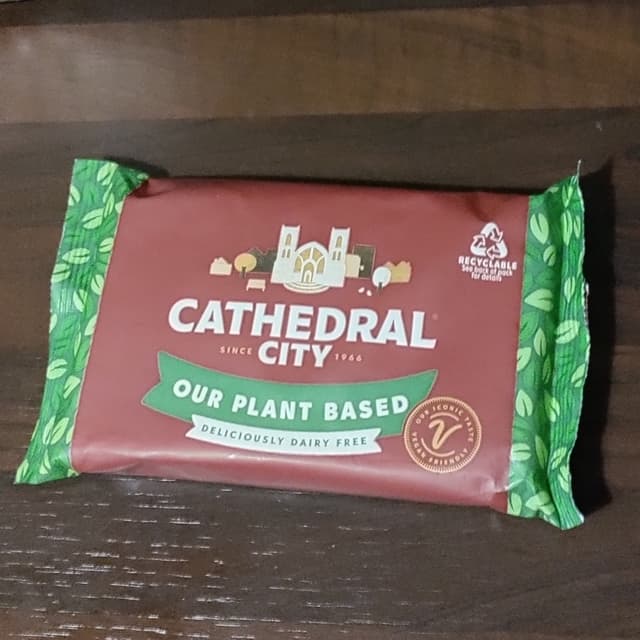 RECYCLABLE
See back of pack
for details
CATHEDRAL®
SINCE CITY 1966
OUR PLANT BASED
DELICIOUSLY DAIRY FREE
OUR ICONIC TASTE
V
VEGAN FRIENDLY